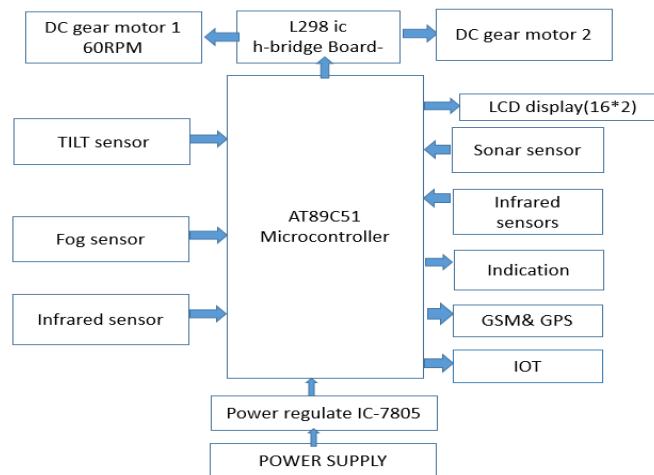 DC gear motor 1
60RPM
L298 ic
h-bridge Board-
DC gear motor 2
LCD display(16*2)
TILT sensor
Sonar sensor
AT89C51
Microcontroller
Infrared
sensors
Fog sensor
Indication
Infrared sensor
GSM& GPS
IOT
Power regulate IC-7805
POWER SUPPLY